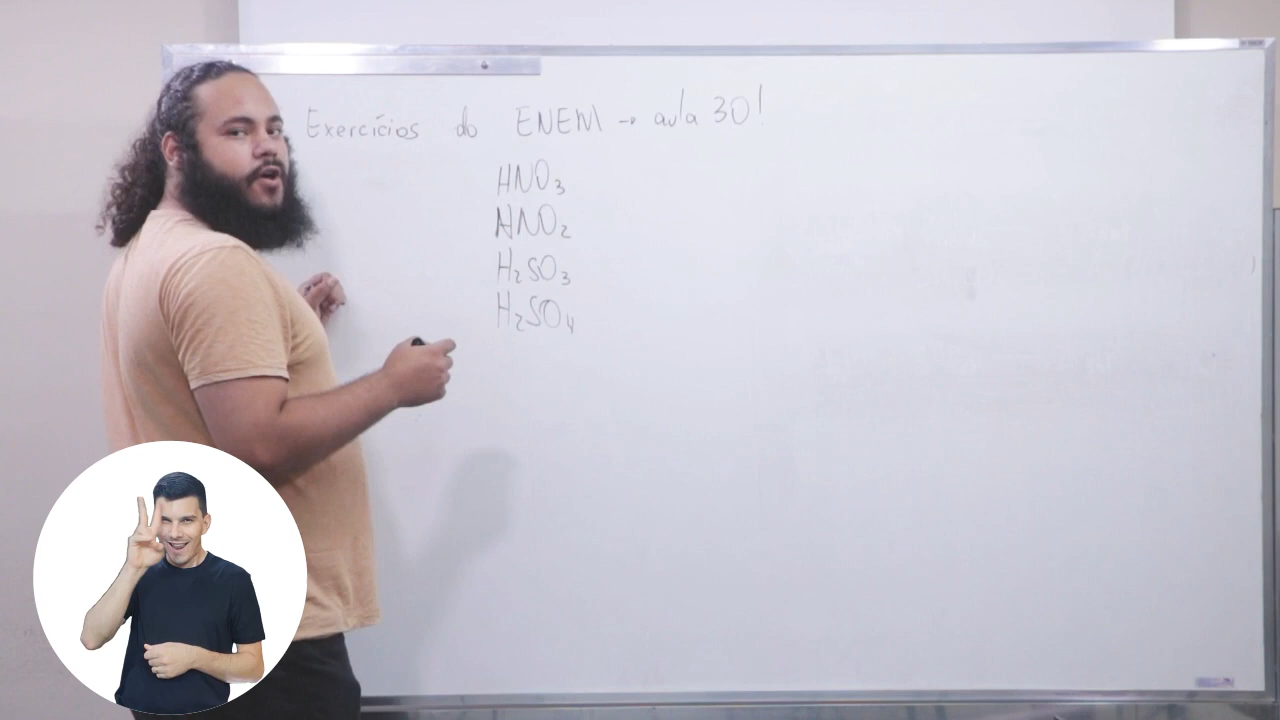 Exercícios do ENEM → aula 30!
HNO₃
HNO₂
H₂SO₃
H₂SO₄